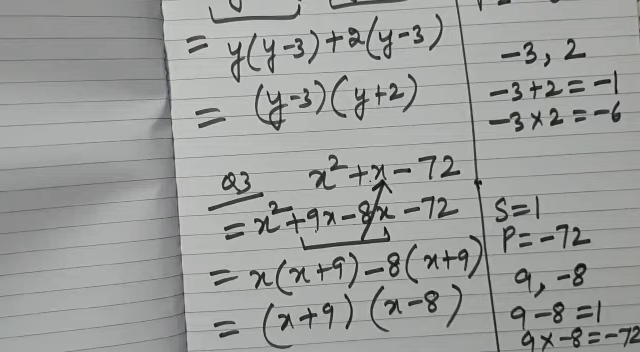 = y(y-3)+2(y-3)
= (y-3)(y+2)
-3, 2
-3+2=-1
-3×2=-6
Q3 x²+x-72
= x²+9x-8x-72
= x(x+9)-8(x+9)
= (x+9)(x-8)
S=1
P=-72
9, -8
9-8=1
9×-8=-72